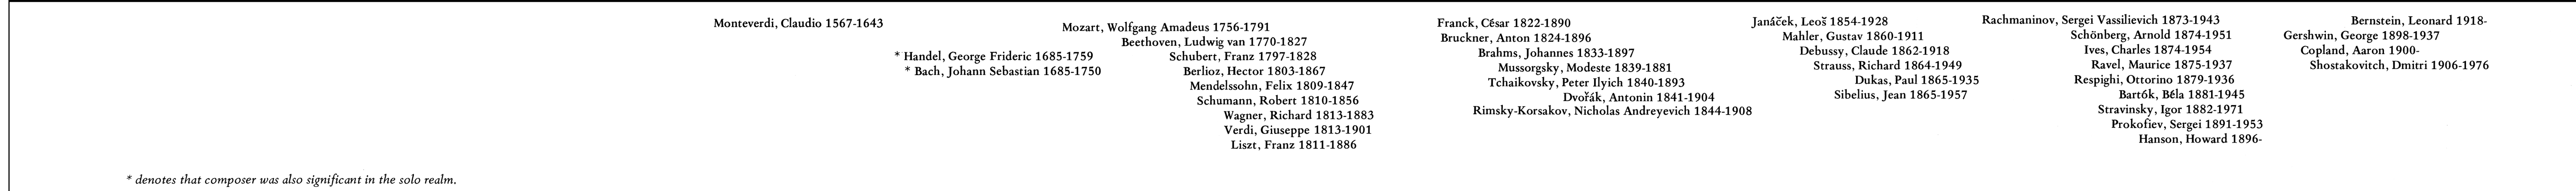 Monteverdi, Claudio 1567-1643
* Handel, George Frideric 1685-1759
* Bach, Johann Sebastian 1685-1750
Mozart, Wolfgang Amadeus 1756-1791
Beethoven, Ludwig van 1770-1827
Schubert, Franz 1797-1828
Berlioz, Hector 1803-1867
Mendelssohn, Felix 1809-1847
Schumann, Robert 1810-1856
Wagner, Richard 1813-1883
Verdi, Giuseppe 1813-1901
Liszt, Franz 1811-1886
Franck, César 1822-1890
Bruckner, Anton 1824-1896
Brahms, Johannes 1833-1897
Mussorgsky, Modeste 1839-1881
Tchaikovsky, Peter Ilyich 1840-1893
Dvořák, Antonin 1841-1904
Rimsky-Korsakov, Nicholas Andreyevich 1844-1908
Janáček, Leoš 1854-1928
Mahler, Gustav 1860-1911
Debussy, Claude 1862-1918
Strauss, Richard 1864-1949
Dukas, Paul 1865-1935
Sibelius, Jean 1865-1957
Rachmaninov, Sergei Vassilievich 1873-1943
Schönberg, Arnold 1874-1951
Ives, Charles 1874-1954
Ravel, Maurice 1875-1937
Respighi, Ottorino 1879-1936
Bartók, Béla 1881-1945
Stravinsky, Igor 1882-1971
Prokofiev, Sergei 1891-1953
Hanson, Howard 1896-
Bernstein, Leonard 1918-
Gershwin, George 1898-1937
Copland, Aaron 1900-
Shostakovitch, Dmitri 1906-1976
* denotes that composer was also significant in the solo realm.